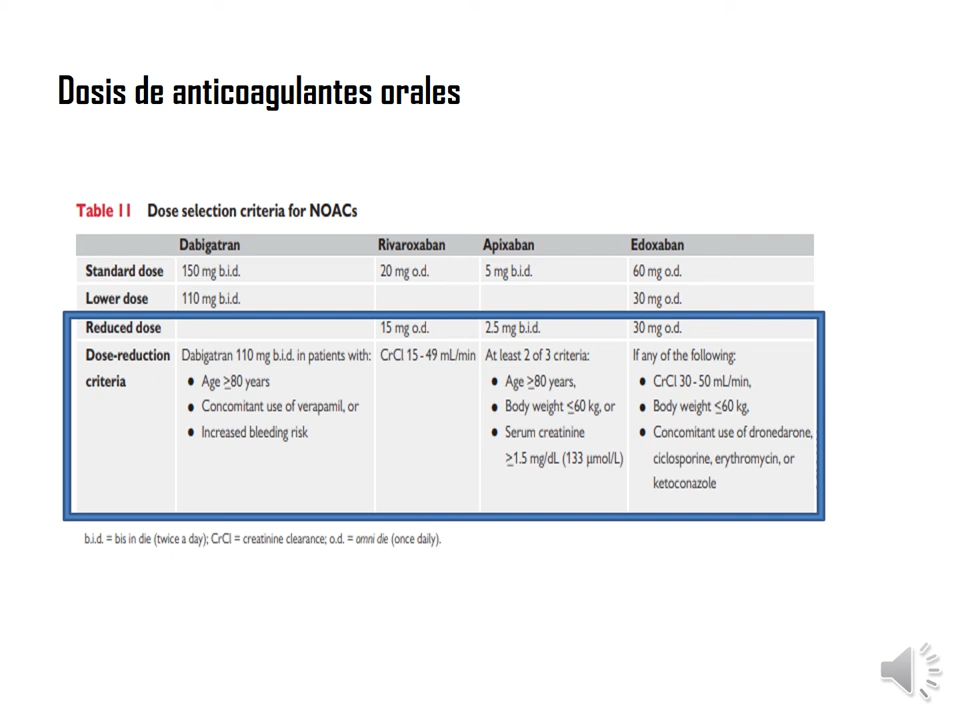 Dosis de anticoagulantes orales
Table 11 Dose selection criteria for NOACs
Dabigatran Rivaroxaban Apixaban Edoxaban
Standard dose 150 mg b.i.d. 20 mg o.d. 5 mg b.i.d. 60 mg o.d.
Lower dose 110 mg b.i.d. 30 mg o.d.
Reduced dose 15 mg o.d. 2.5 mg b.i.d. 30 mg o.d.
Dose-reduction Dabigatran 110 mg b.i.d. in patients with: CrCl 15 - 49 mL/min At least 2 of 3 criteria: If any of the following:
criteria • Age ≥80 years • Age ≥80 years, • CrCl 30 - 50 mL/min,
• Concomitant use of verapamil, or • Body weight ≤60 kg, or • Body weight ≤60 kg,
• Increased bleeding risk • Serum creatinine • Concomitant use of dronedarone,
≥1.5 mg/dL (133 µmol/L) ciclosporine, erythromycin, or
ketoconazole
b.i.d. = bis in die (twice a day); CrCl = creatinine clearance; o.d. = omni die (once daily).